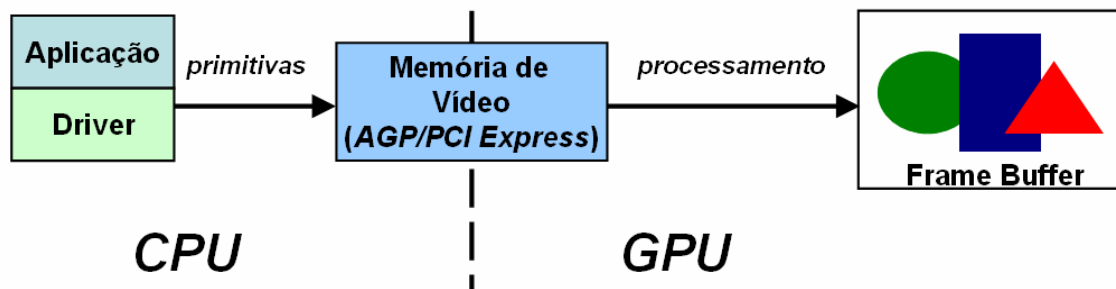 Aplicação
Driver
primitivas
Memória de
Vídeo
(AGP/PCI Express)
processamento
Frame Buffer
CPU
GPU